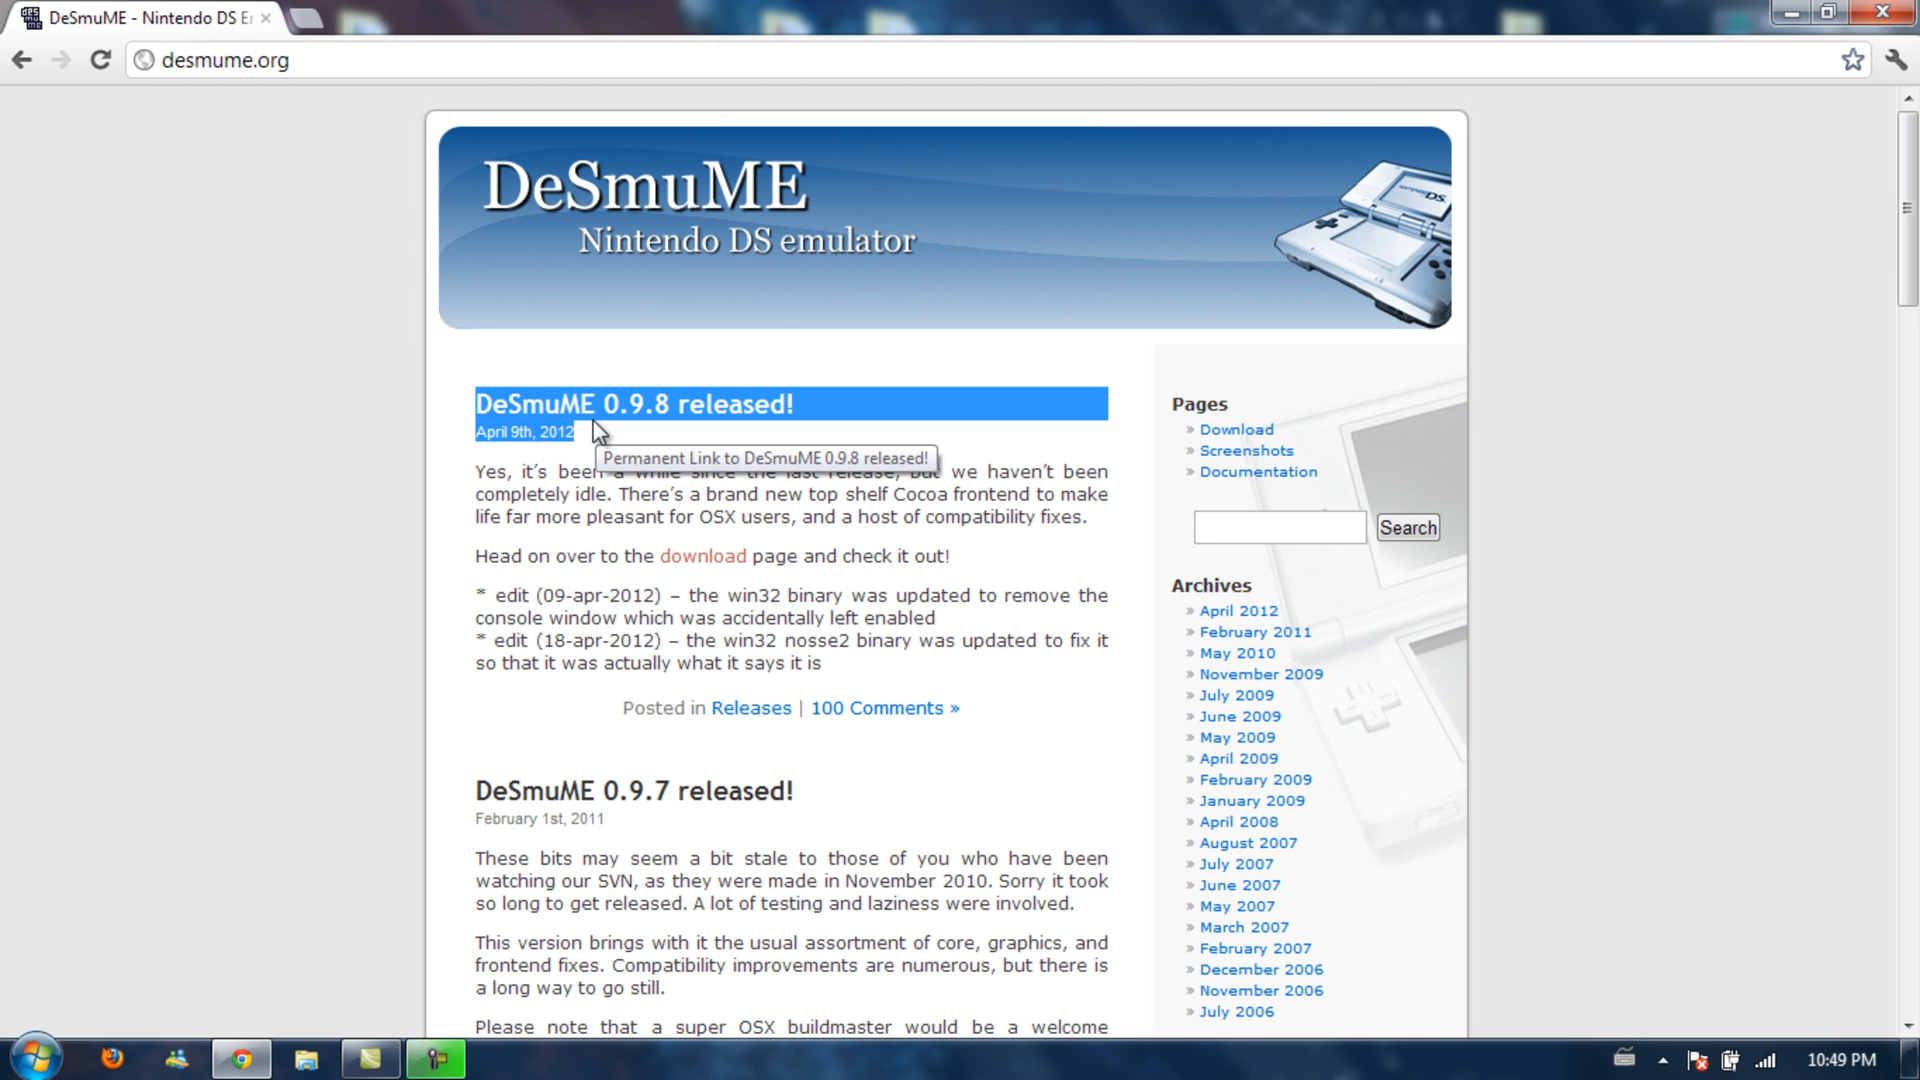 DeSmuME - Nintendo DS E
desmume.org
DeSmuME
Nintendo DS emulator
NINTENDO DS
DeSmuME 0.9.8 released!
April 9th, 2012
Permanent Link to DeSmuME 0.9.8 released!
Yes, it's been a while since the last release, but we haven't been
completely idle. There's a brand new top shelf Cocoa frontend to make
life far more pleasant for OSX users, and a host of compatibility fixes.
Head on over to the download page and check it out!
* edit (09-apr-2012) – the win32 binary was updated to remove the
console window which was accidentally left enabled
* edit (18-apr-2012) – the win32 nosse2 binary was updated to fix it
so that it was actually what it says it is
Posted in Releases | 100 Comments »
DeSmuME 0.9.7 released!
February 1st, 2011
These bits may seem a bit stale to those of you who have been
watching our SVN, as they were made in November 2010. Sorry it took
so long to get released. A lot of testing and laziness were involved.
This version brings with it the usual assortment of core, graphics, and
frontend fixes. Compatibility improvements are numerous, but there is
a long way to go still.
Please note that a super OSX buildmaster would be a welcome
Pages
» Download
» Screenshots
» Documentation
Search
Archives
» April 2012
» February 2011
» May 2010
» November 2009
» July 2009
» June 2009
» May 2009
» April 2009
» February 2009
» January 2009
» April 2008
» August 2007
» July 2007
» June 2007
» May 2007
» March 2007
» February 2007
» December 2006
» November 2006
» July 2006
10:49 PM